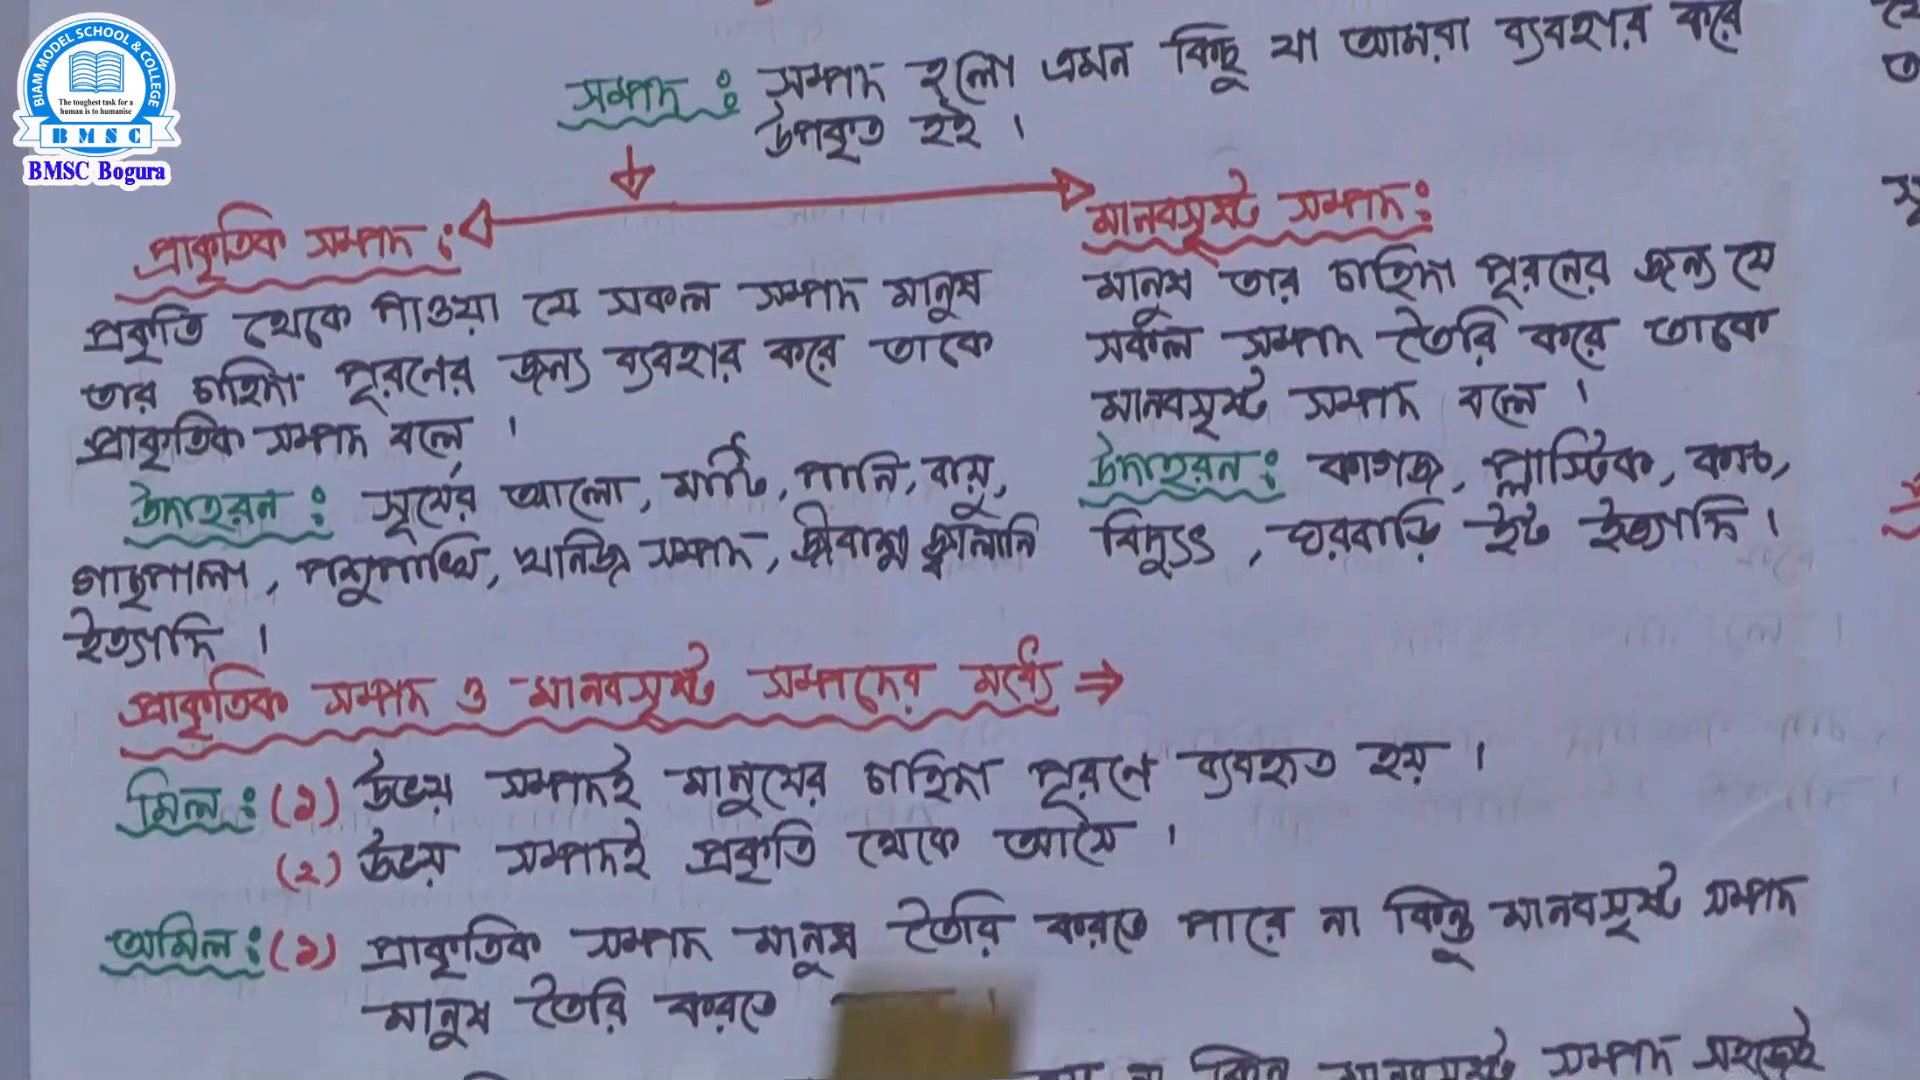 BIAM MODEL SCHOOL & COLLEGE
The toughest task for a
human is to humanise
BMSC
BMSC Bogura
সম্পদ : সম্পদ হলো এমন কিছু যা আমরা ব্যবহার করে
উপকৃত হই ।
প্রাকৃতিক সম্পদ :
প্রকৃতি থেকে পাওয়া যে সকল সম্পদ মানুষ
তার চাহিদা পূরনের জন্য ব্যবহার করে তাকে
প্রাকৃতিক সম্পদ বলে ।
উদাহরন : সূর্যের আলো, মাটি, পানি, বায়ু,
গাছপালা, পশুপাখি, খনিজ সম্পদ, জীবাশ্ম জ্বালানি
ইত্যাদি ।
মানবসৃষ্ট সম্পদ :
মানুষ তার চাহিদা পূরনের জন্য যে
সকল সম্পদ তৈরি করে তাকে
মানবসৃষ্ট সম্পদ বলে ।
উদাহরন : কাগজ, প্লাস্টিক, কাচ,
বিদ্যুৎ, ঘরবাড়ি ইট ইত্যাদি ।
প্রাকৃতিক সম্পদ ও মানবসৃষ্ট সম্পদের মধ্যে ⇒
মিল : (১) উভয় সম্পদই মানুষের চাহিদা পূরণে ব্যবহৃত হয় ।
(২) উভয় সম্পদই প্রকৃতি থেকে আসে ।
অমিল : (১) প্রাকৃতিক সম্পদ মানুষ তৈরি করতে পারে না কিন্তু মানবসৃষ্ট সম্পদ
মানুষ তৈরি করতে
না কিন্তু মানবসৃষ্ট সম্পদ সহজেই